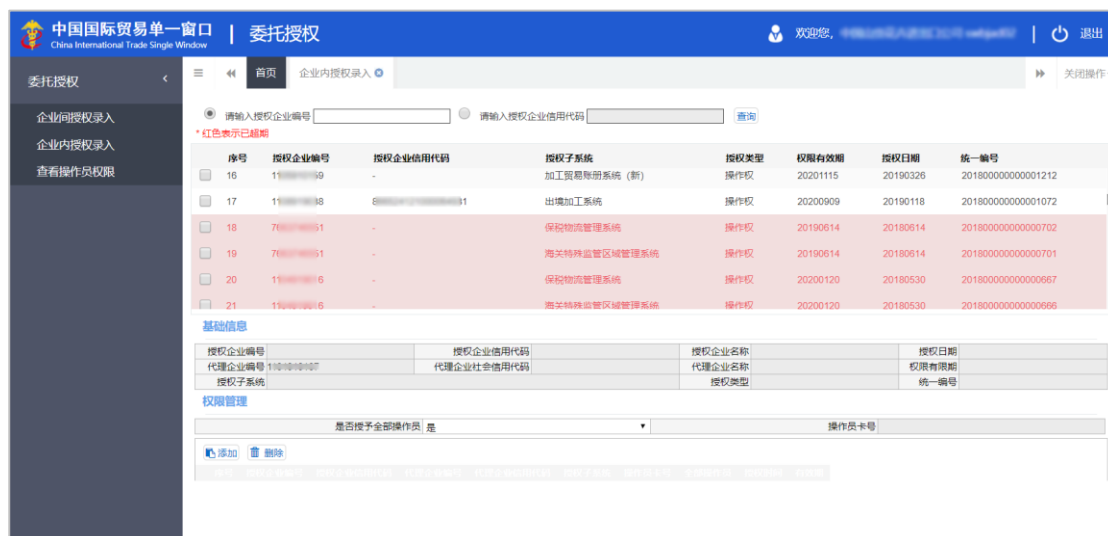 中国国际贸易单一窗口 | 委托授权 欢迎您, | 退出
China International Trade Single Window
委托授权 首页 企业内授权录入 关闭操作
企业间授权录入
企业内授权录入
查看操作员权限
请输入授权企业编号 请输入授权企业信用代码 查询
* 红色表示已超期
序号 授权企业编号 授权企业信用代码 授权子系统 授权类型 权限有效期 授权日期 统一编号
16 - 加工贸易账册系统(新) 操作权 20201115 20190326 201800000000001212
17 出境加工系统 操作权 20200909 20190118 201800000000001072
18 - 保税物流管理系统 操作权 20190614 20180614 201800000000000702
19 - 海关特殊监管区域管理系统 操作权 20190614 20180614 201800000000000701
20 - 保税物流管理系统 操作权 20200120 20180530 201800000000000667
21 - 海关特殊监管区域管理系统 操作权 20200120 20180530 201800000000000666
基础信息
授权企业编号 授权企业信用代码 授权企业名称 授权日期
代理企业编号 代理企业社会信用代码 代理企业名称 权限有限期
授权子系统 授权类型 统一编号
权限管理
是否授予全部操作员 是 操作员卡号
添加 删除